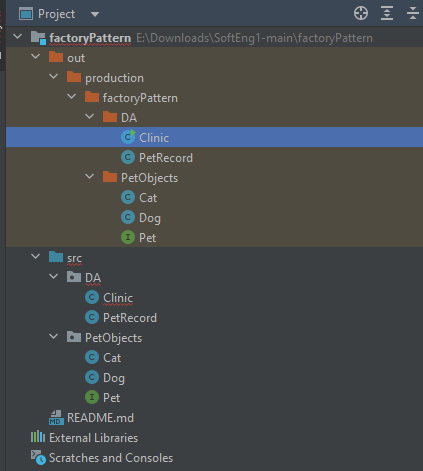 Project
factoryPattern E:\Downloads\SoftEng1-main\factoryPattern
out
production
factoryPattern
DA
Clinic
PetRecord
PetObjects
Cat
Dog
Pet
src
DA
Clinic
PetRecord
PetObjects
Cat
Dog
Pet
README.md
External Libraries
Scratches and Consoles